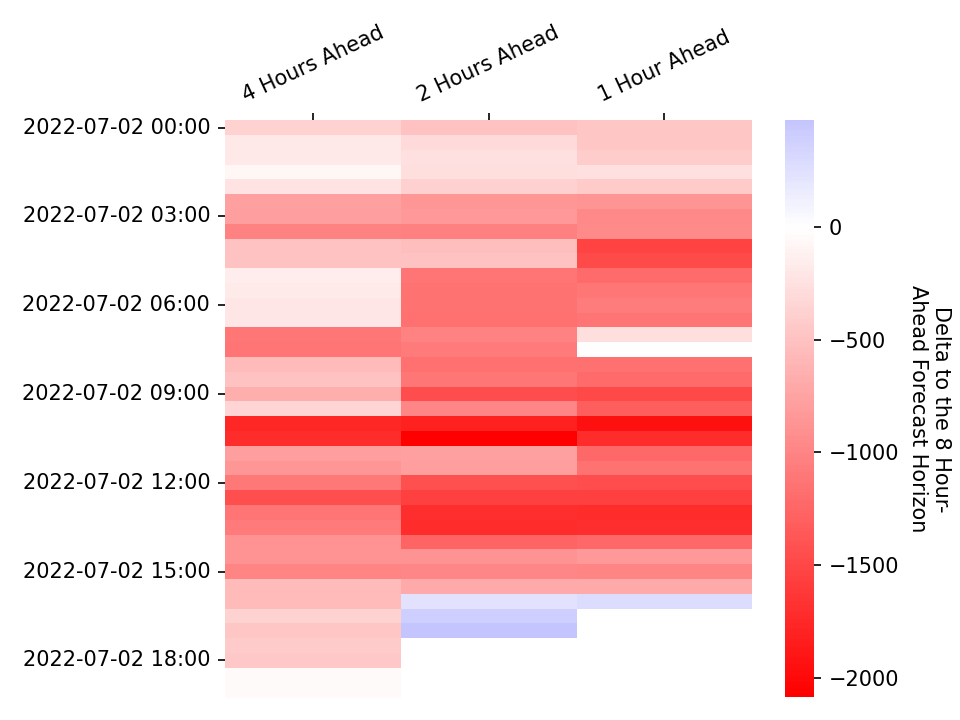 4 Hours Ahead
2 Hours Ahead
1 Hour Ahead
2022-07-02 00:00
2022-07-02 03:00
2022-07-02 06:00
2022-07-02 09:00
2022-07-02 12:00
2022-07-02 15:00
2022-07-02 18:00
0
−500
−1000
−1500
−2000
Delta to the 8 Hour-
Ahead Forecast Horizon